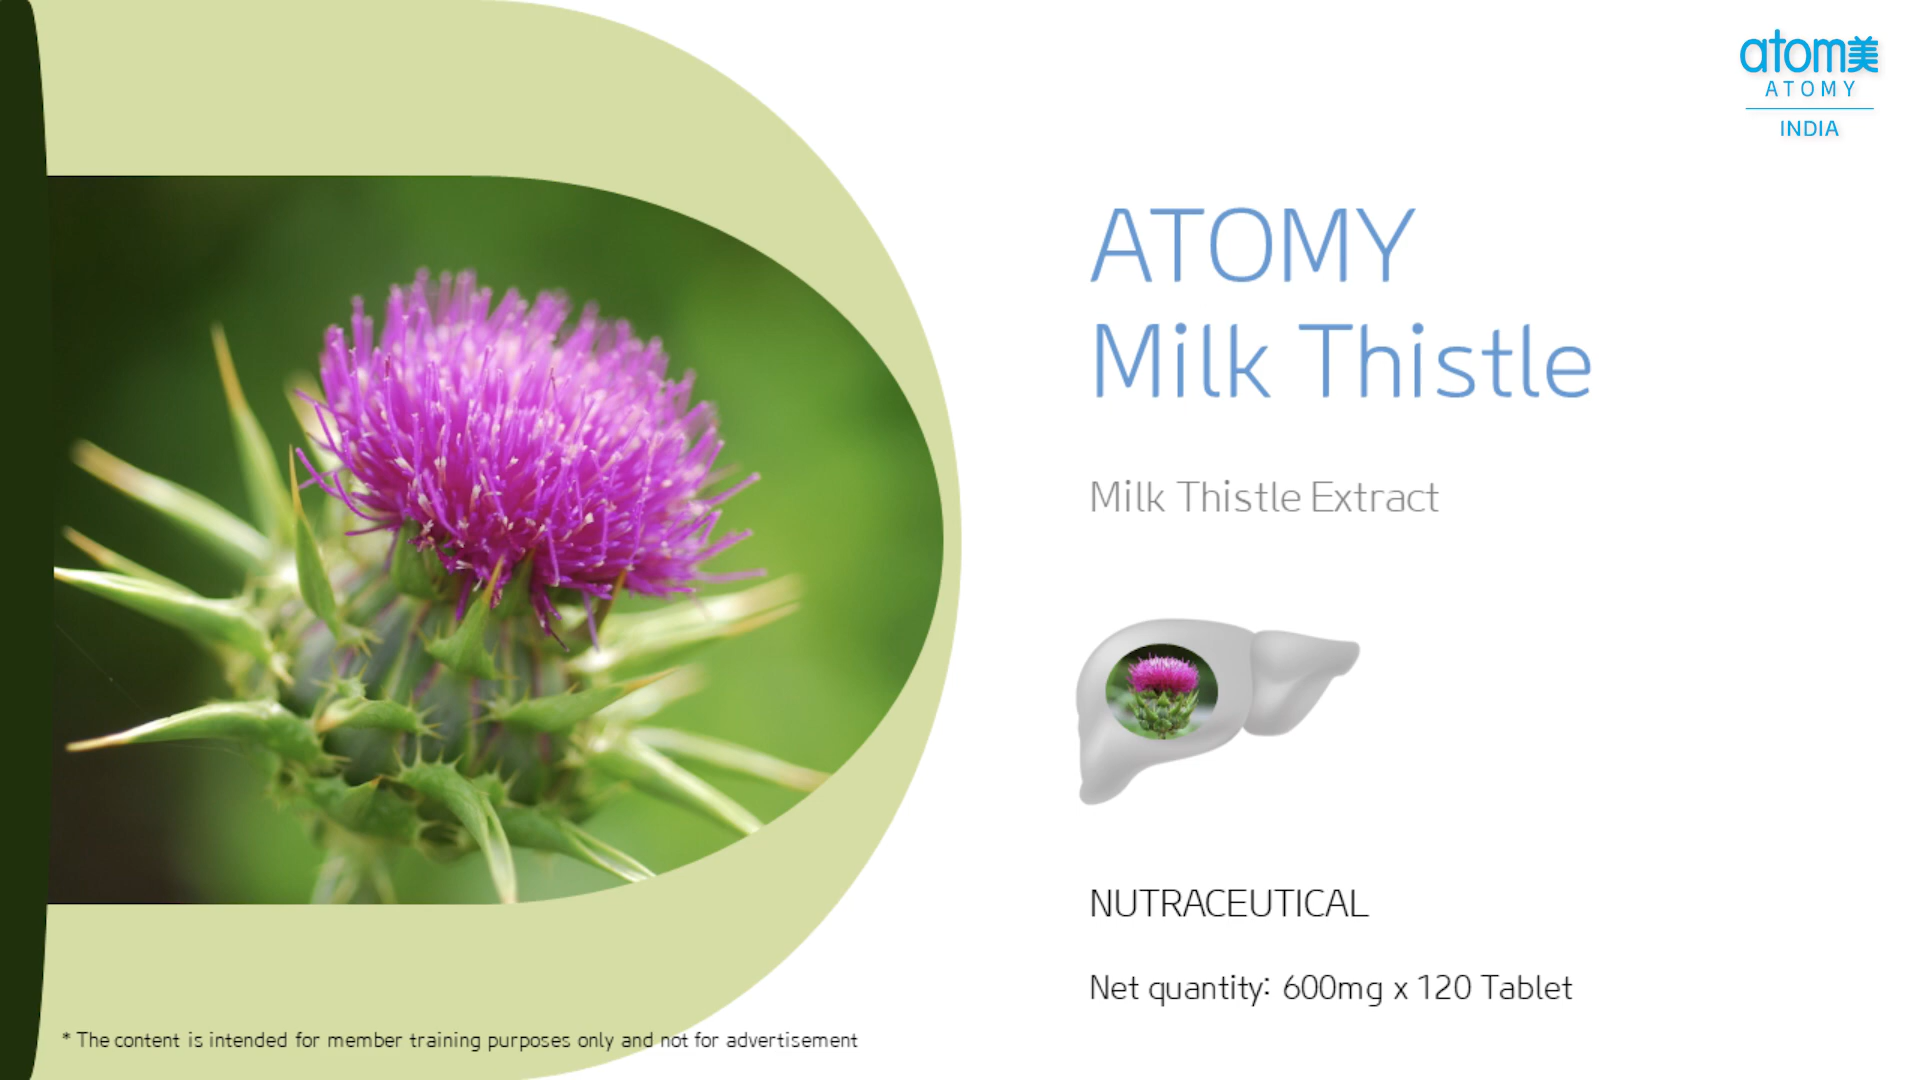 atom美
ATOMY
INDIA
ATOMY
Milk Thistle
Milk Thistle Extract
NUTRACEUTICAL
Net quantity: 600mg x 120 Tablet
* The content is intended for member training purposes only and not for advertisement